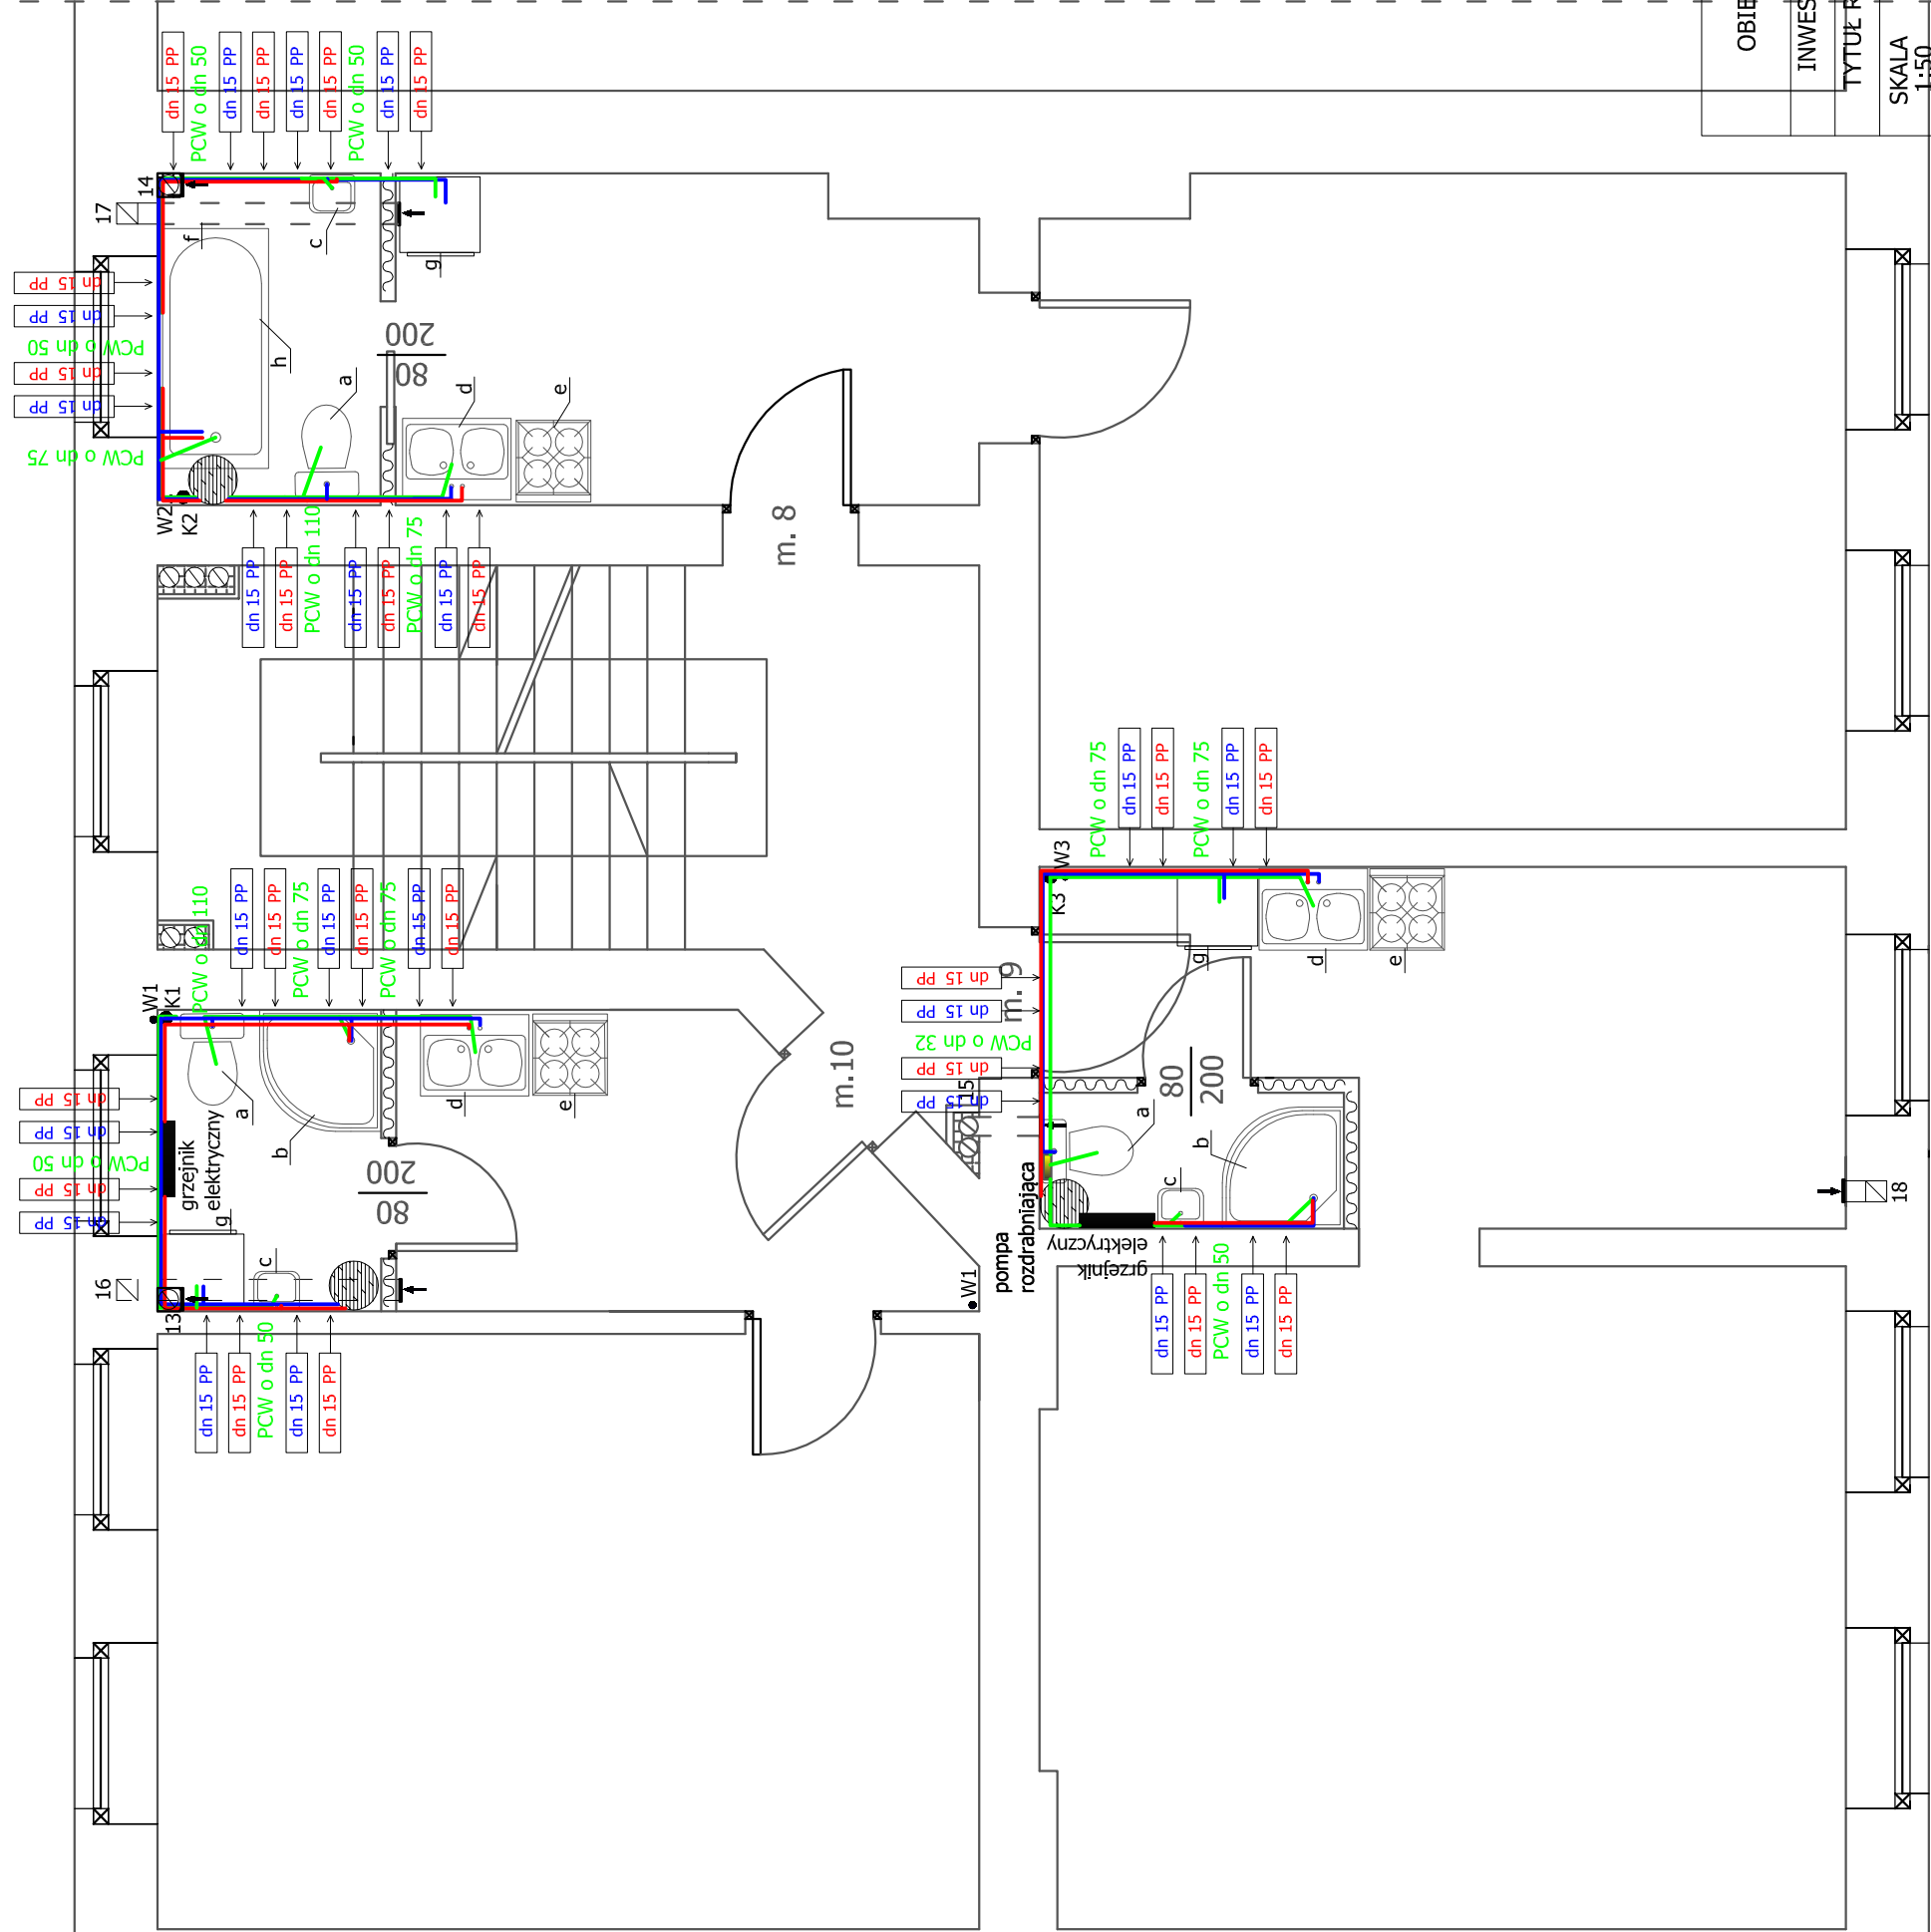 dn 15 PP
PCW o dn 50
dn 15 PP
dn 15 PP
dn 15 PP
dn 15 PP
PCW o dn 50
dn 15 PP
dn 15 PP
OBIE
INWES
TYTUŁ R
SKALA
1:50
17
14
f
c
g
dn 15 PP
dn 15 PP
PCW o dn 50
dn 15 PP
dn 15 PP
PCW o dn 75
h
a
200
80
d
e
W2
K2
m. 8
dn 15 PP
dn 15 PP
PCW o dn 110
dn 15 PP
dn 15 PP
PCW o dn 75
dn 15 PP
dn 15 PP
PCW o dn 110
dn 15 PP
dn 15 PP
PCW o dn 75
dn 15 PP
dn 15 PP
PCW o dn 75
dn 15 PP
dn 15 PP
PCW o dn 75
dn 15 PP
dn 15 PP
PCW o dn 75
dn 15 PP
dn 15 PP
W3
K3
W1
K1
dn 15 PP
dn 15 PP
PCW o dn 50
dn 15 PP
dn 15 PP
grzejnik
elektryczny
a
b
d
e
g
c
200
80
16
13
m.10
m. 9
dn 15 PP
dn 15 PP
PCW o dn 32
dn 15 PP
dn 15 PP
15
g
d
e
80
200
a
b
c
pompa
rozdrabniająca
grzejnik
elektryczny
W1
18
dn 15 PP
dn 15 PP
PCW o dn 50
dn 15 PP
dn 15 PP
dn 15 PP
dn 15 PP
PCW o dn 50
dn 15 PP
dn 15 PP